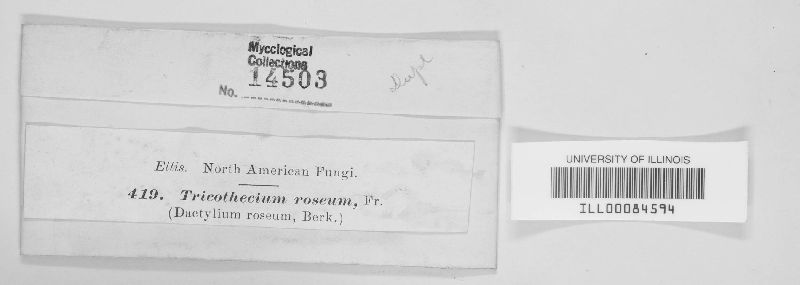 Mycological
Collections
No. 14503
Dupl
Ellis. North American Fungi.
419. Tricothecium roseum, Fr.
(Dactylium roseum, Berk.)
UNIVERSITY OF ILLINOIS
ILL00084594